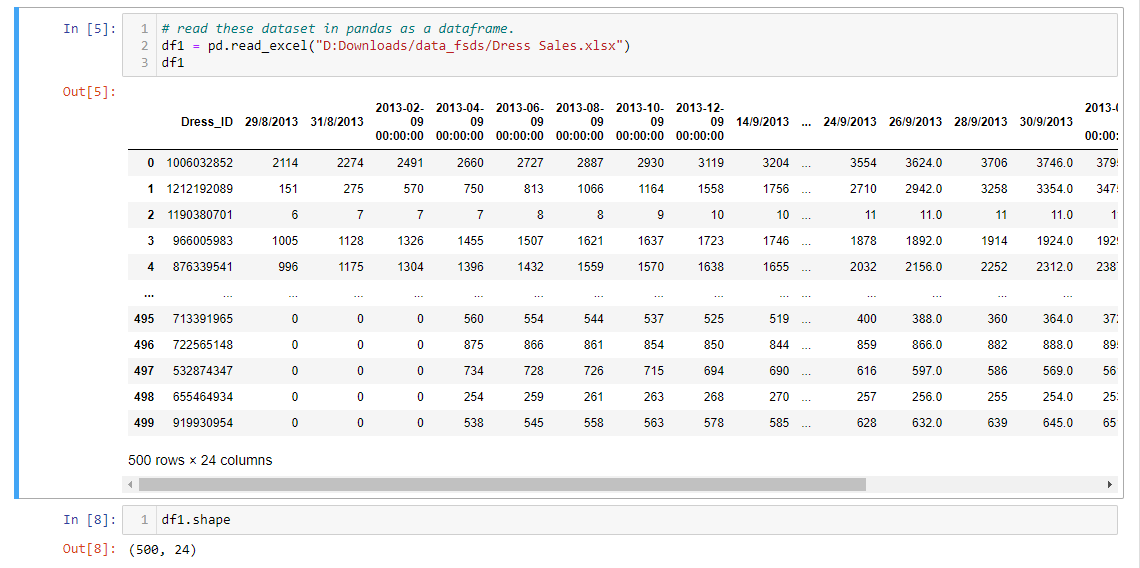 In [5]:
1 # read these dataset in pandas as a dataframe.
2 df1 = pd.read_excel("D:Downloads/data_fsds/Dress Sales.xlsx")
3 df1
Out[5]:
Dress_ID 29/8/2013 31/8/2013 2013-02-09 00:00:00 2013-04-09 00:00:00 2013-06-09 00:00:00 2013-08-09 00:00:00 2013-10-09 00:00:00 2013-12-09 00:00:00 14/9/2013 ... 24/9/2013 26/9/2013 28/9/2013 30/9/2013 2013- 00:00:
0 1006032852 2114 2274 2491 2660 2727 2887 2930 3119 3204 ... 3554 3624.0 3706 3746.0 379
1 1212192089 151 275 570 750 813 1066 1164 1558 1756 ... 2710 2942.0 3258 3354.0 347
2 1190380701 6 7 7 7 8 8 9 10 10 ... 11 11.0 11 11.0 1
3 966005983 1005 1128 1326 1455 1507 1621 1637 1723 1746 ... 1878 1892.0 1914 1924.0 192
4 876339541 996 1175 1304 1396 1432 1559 1570 1638 1655 ... 2032 2156.0 2252 2312.0 238
... ... ... ... ... ... ... ... ... ... ... ... ... ... ... ...
495 713391965 0 0 0 560 554 544 537 525 519 ... 400 388.0 360 364.0 37
496 722565148 0 0 0 875 866 861 854 850 844 ... 859 866.0 882 888.0 89
497 532874347 0 0 0 734 728 726 715 694 690 ... 616 597.0 586 569.0 56
498 655464934 0 0 0 254 259 261 263 268 270 ... 257 256.0 255 254.0 25
499 919930954 0 0 0 538 545 558 563 578 585 ... 628 632.0 639 645.0 65
500 rows × 24 columns
In [8]:
1 df1.shape
Out[8]: (500, 24)